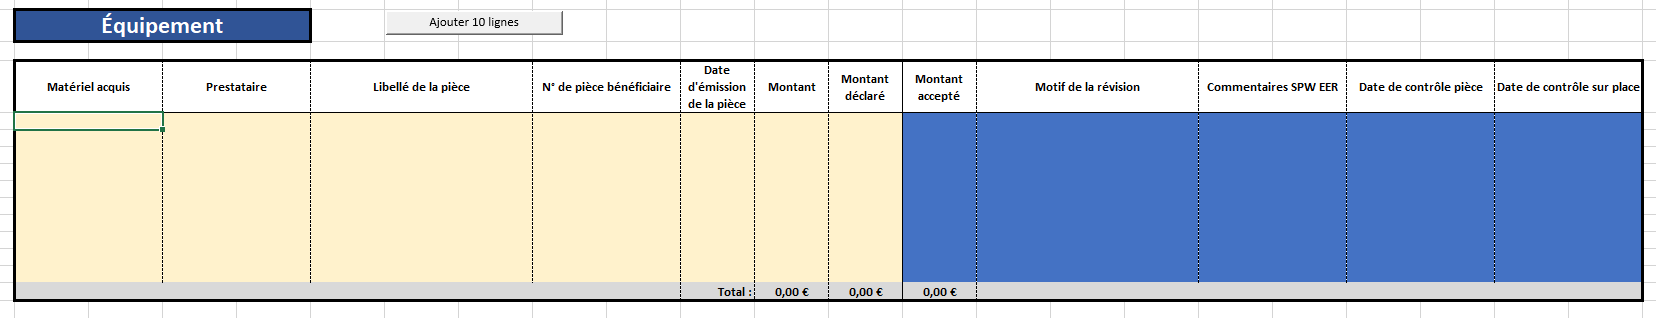 Équipement
Ajouter 10 lignes
Matériel acquis
Prestataire
Libellé de la pièce
N° de pièce bénéficiaire
Date
d'émission
de la pièce
Montant
Montant
déclaré
Montant
accepté
Motif de la révision
Commentaires SPW EER
Date de contrôle pièce
Date de contrôle sur place
Total : 0,00 € 0,00 € 0,00 €